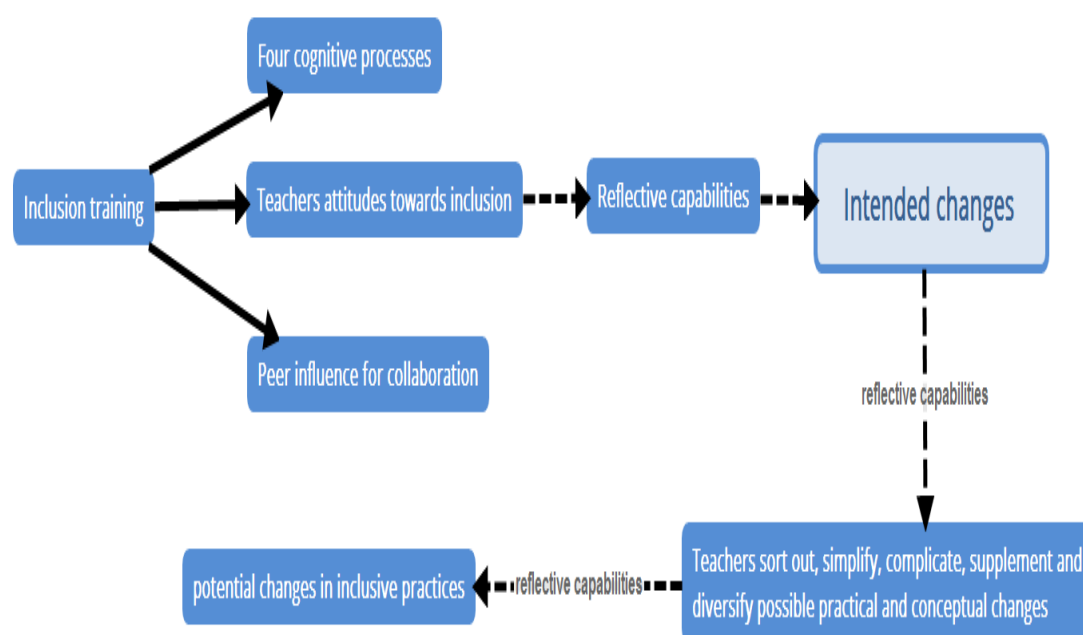 Four cognitive processes
Inclusion training
Teachers attitudes towards inclusion
Reflective capabilities
Intended changes
Peer influence for collaboration
reflective capabilities
Teachers sort out, simplify, complicate, supplement and
diversify possible practical and conceptual changes
reflective capabilities
potential changes in inclusive practices